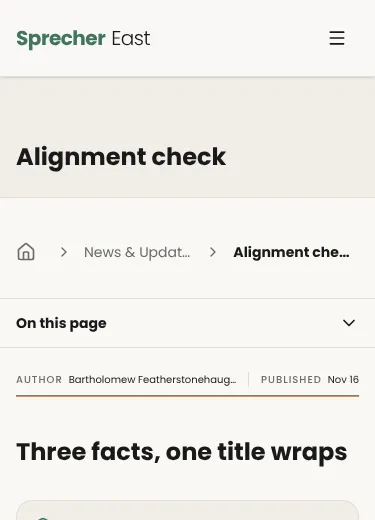 Sprecher East
Alignment check
News & Updat... Alignment che...
On this page
AUTHOR Bartholomew Featherstonehaug... PUBLISHED Nov 16
Three facts, one title wraps